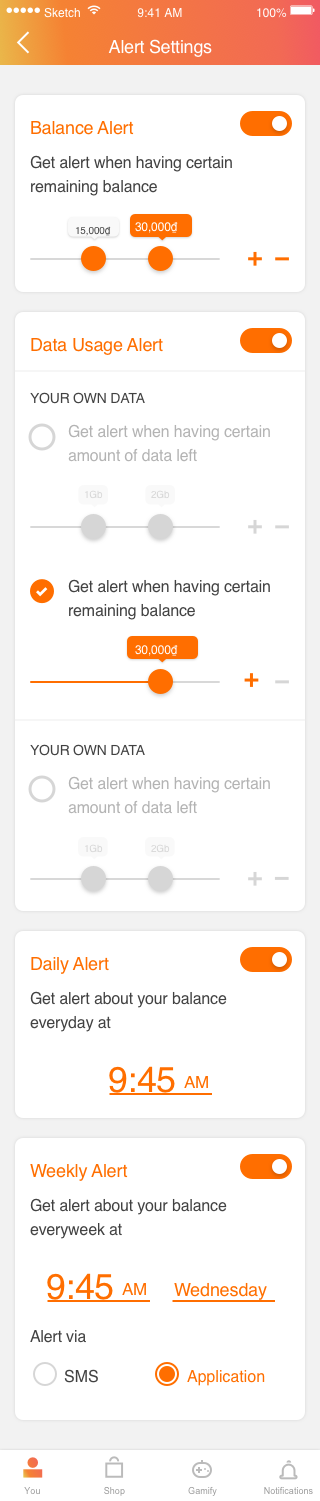 Sketch 9:41 AM 100%
Alert Settings
Balance Alert
Get alert when having certain
remaining balance
15,000₫ 30,000₫
Data Usage Alert
YOUR OWN DATA
Get alert when having certain
amount of data left
1Gb 2Gb
Get alert when having certain
remaining balance
30,000₫
YOUR OWN DATA
Get alert when having certain
amount of data left
1Gb 2Gb
Daily Alert
Get alert about your balance
everyday at
9:45 AM
Weekly Alert
Get alert about your balance
everyweek at
9:45 AM Wednesday
Alert via
SMS Application
You Shop Gamify Notifications